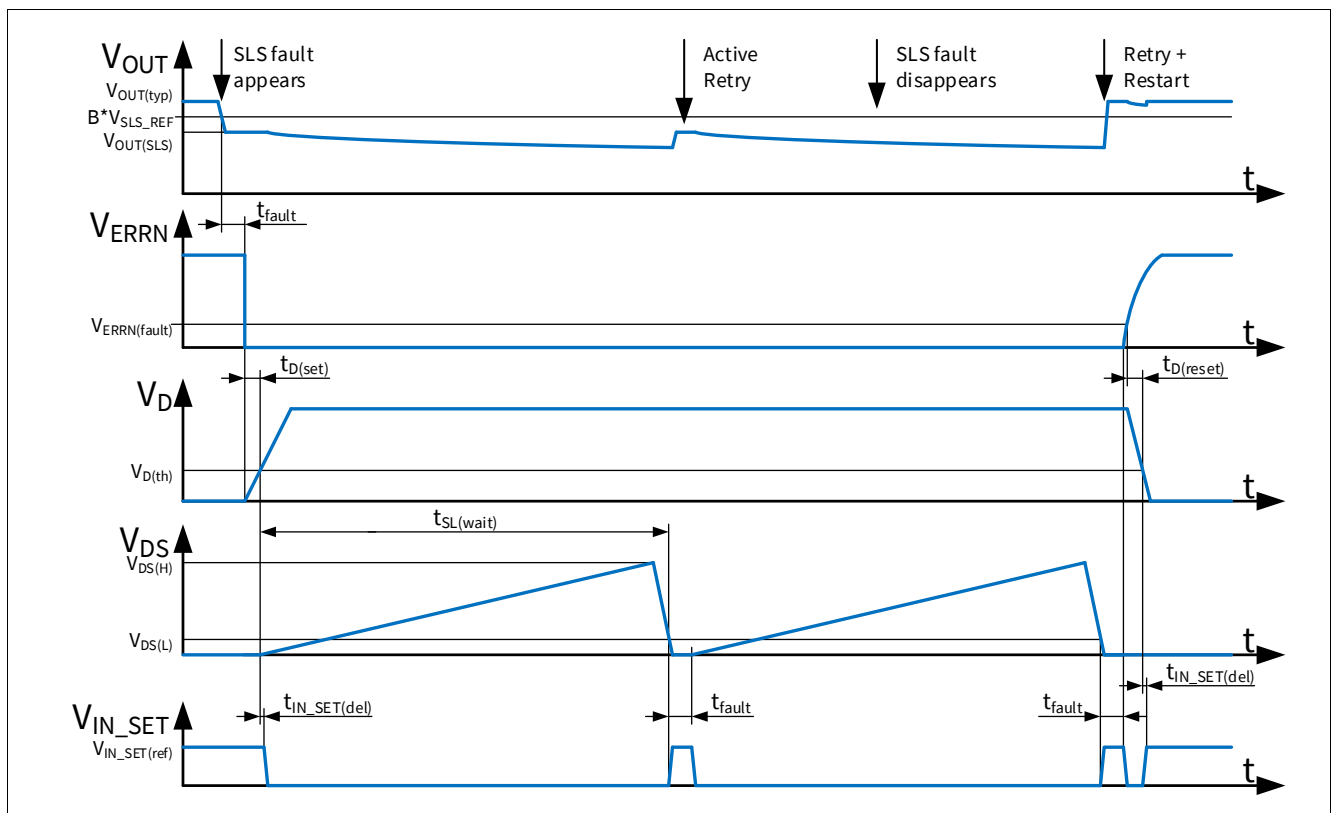 SLS fault
appears
Active
Retry
SLS fault
disappears
Retry +
Restart
VOUT
VOUT(typ)
B*VSLS_REF
VOUT(SLS)
t
tfault
VERRN
VERRN(fault)
t
tD(set)
tD(reset)
VD
VD(th)
t
tSL(wait)
VDS
VDS(H)
VDS(L)
t
tIN_SET(del)
tIN_SET(del)
tfault
tfault
VIN_SET
VIN_SET(ref)
t